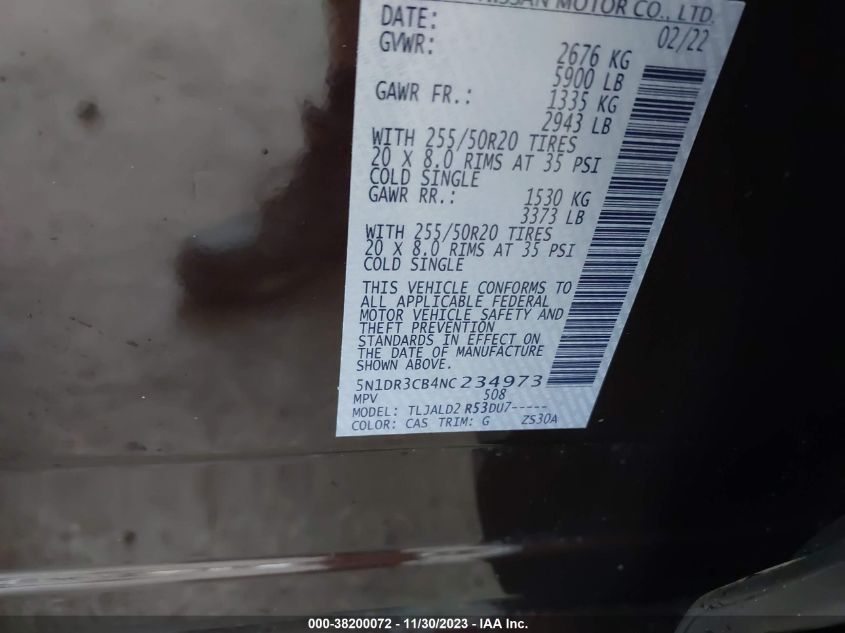 NISSAN MOTOR CO., LTD.
DATE: 02/22
GVWR: 2676 KG
5900 LB
GAWR FR.: 1335 KG
2943 LB
WITH 255/50R20 TIRES
20 X 8.0 RIMS AT 35 PSI
COLD SINGLE
GAWR RR.: 1530 KG
3373 LB
WITH 255/50R20 TIRES
20 X 8.0 RIMS AT 35 PSI
COLD SINGLE
THIS VEHICLE CONFORMS TO
ALL APPLICABLE FEDERAL
MOTOR VEHICLE SAFETY AND
THEFT PREVENTION
STANDARDS IN EFFECT ON
THE DATE OF MANUFACTURE
SHOWN ABOVE.
5N1DR3CB4NC234973
MPV 508
MODEL: TLJALD2 R53DU7-----
COLOR: CAS TRIM: G ZS30A
000-38200072 - 11/30/2023 - IAA Inc.